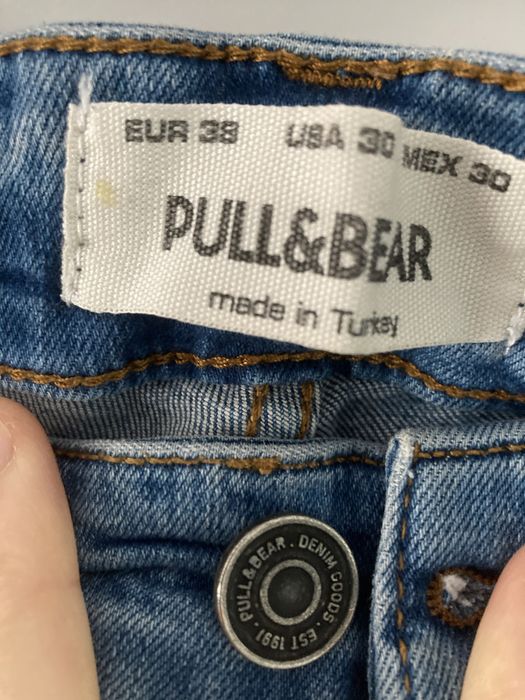 EUR 38 USA 30 MEX 30
PULL&BEAR
made in Turkey
PULL&BEAR . DENIM GOODS . EST 1991 .